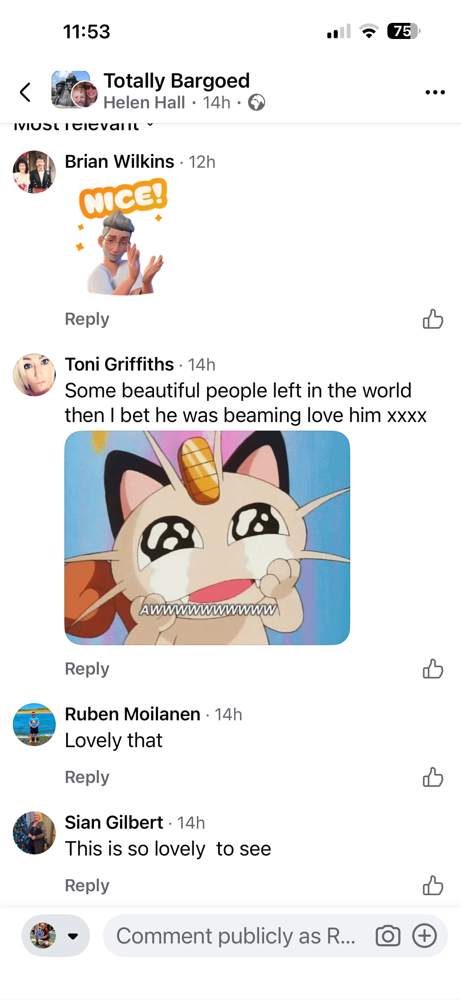 11:53
75
Totally Bargoed
Helen Hall · 14h ·
Most relevant
Brian Wilkins · 12h
NICE!
Reply
Toni Griffiths · 14h
Some beautiful people left in the world
then I bet he was beaming love him xxxx
AWWWWWWWWWW
Reply
Ruben Moilanen · 14h
Lovely that
Reply
Sian Gilbert · 14h
This is so lovely  to see
Reply
Comment publicly as R...